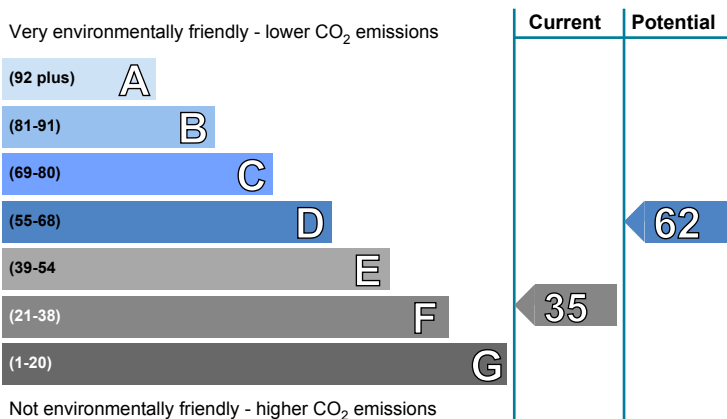 Very environmentally friendly - lower CO2 emissions
Current
Potential
(92 plus) A
(81-91) B
(69-80) C
(55-68) D
62
(39-54 E
(21-38) F
35
(1-20) G
Not environmentally friendly - higher CO2 emissions